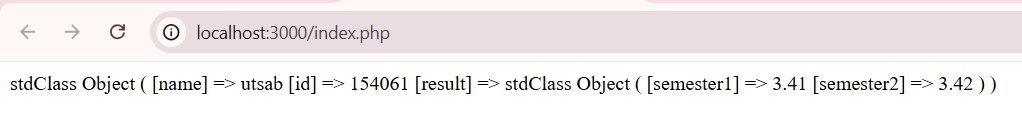 localhost:3000/index.php
stdClass Object ( [name] => utsab [id] => 154061 [result] => stdClass Object ( [semester1] => 3.41 [semester2] => 3.42 ) )